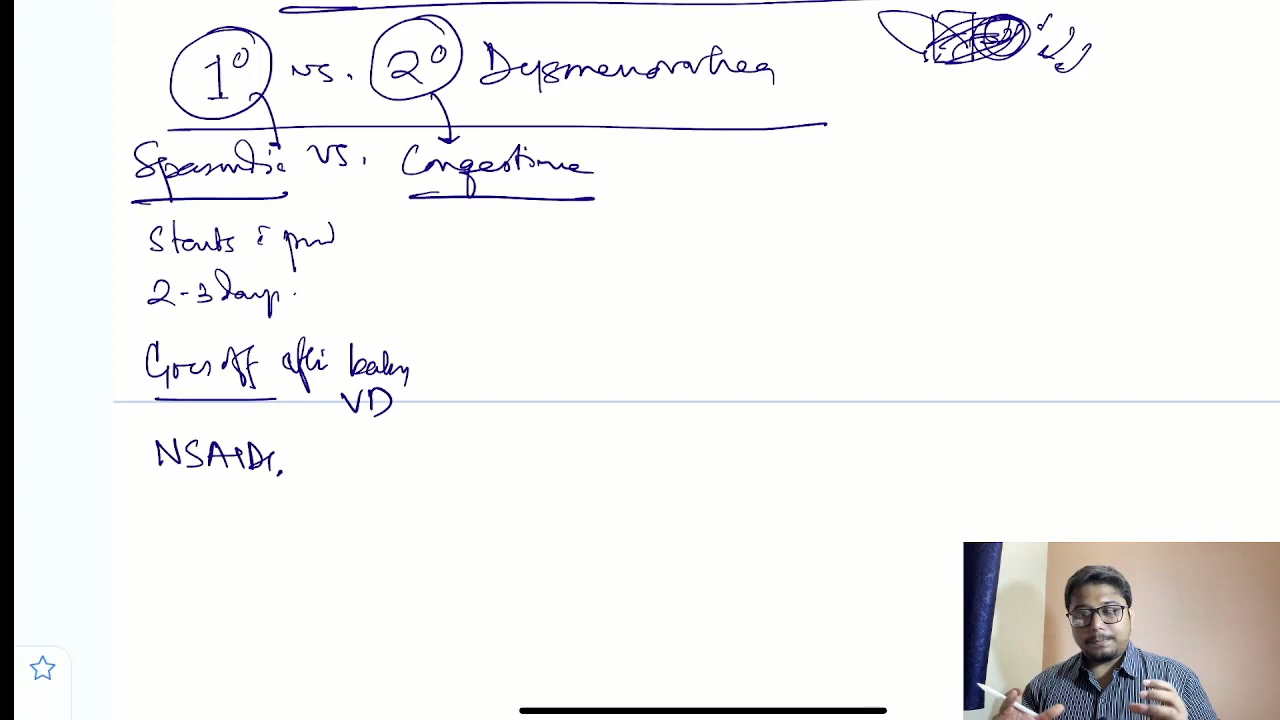 1° vs. 2° Dysmenorrhea
Spasmodic vs. Congestive
Starts c̄ period
2-3 days.
Goes off after baby
VD
NSAIDs.